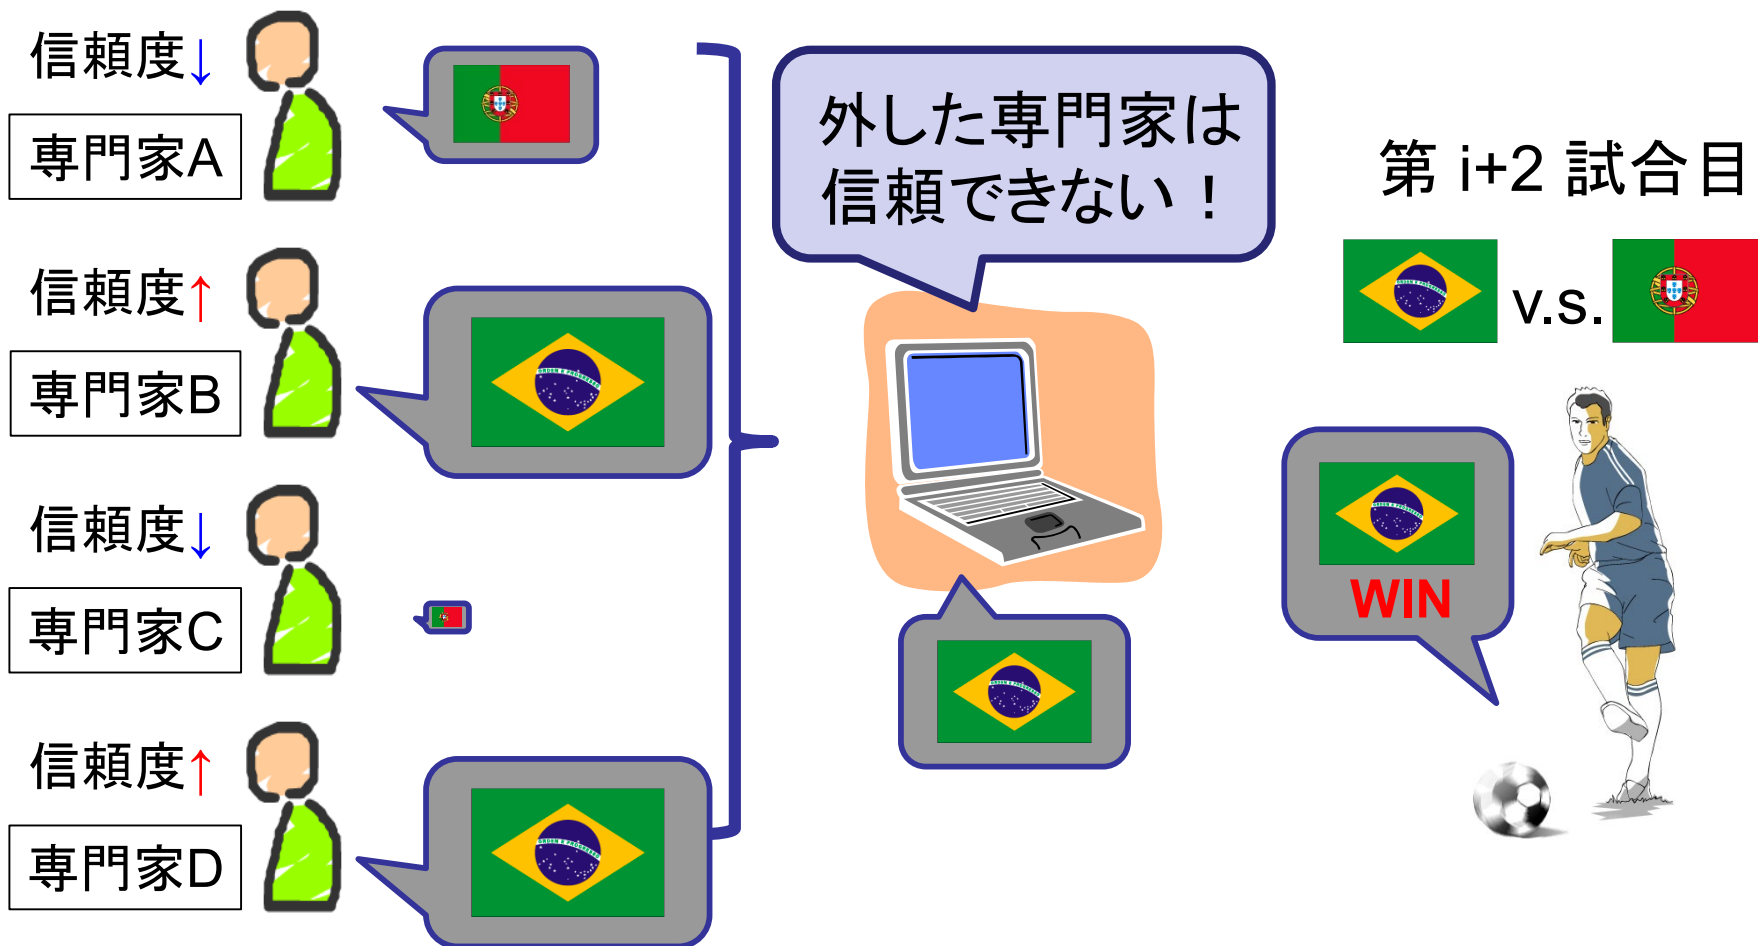 信頼度↓
専門家A
信頼度↑
専門家B
信頼度↓
専門家C
信頼度↑
専門家D
外した専門家は
信頼できない！
第 i+2 試合目
v.s.
WIN